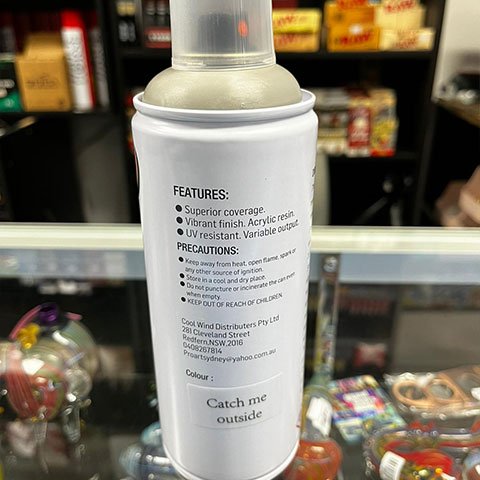 FEATURES:
● Superior coverage.
● Vibrant finish. Acrylic resin.
● UV resistant. Variable output.
PRECAUTIONS:
● Keep away from heat, open flame, spark or
any other source of ignition.
● Store in a cool and dry place.
● Do not puncture or incinerate the can even
when empty.
● KEEP OUT OF REACH OF CHILDREN
Cool Wind Distributers Pty Ltd
281 Cleveland Street
Redfern,NSW,2016
0408267814
Proartsydney@yahoo.com.au
Colour :
Catch me
outside